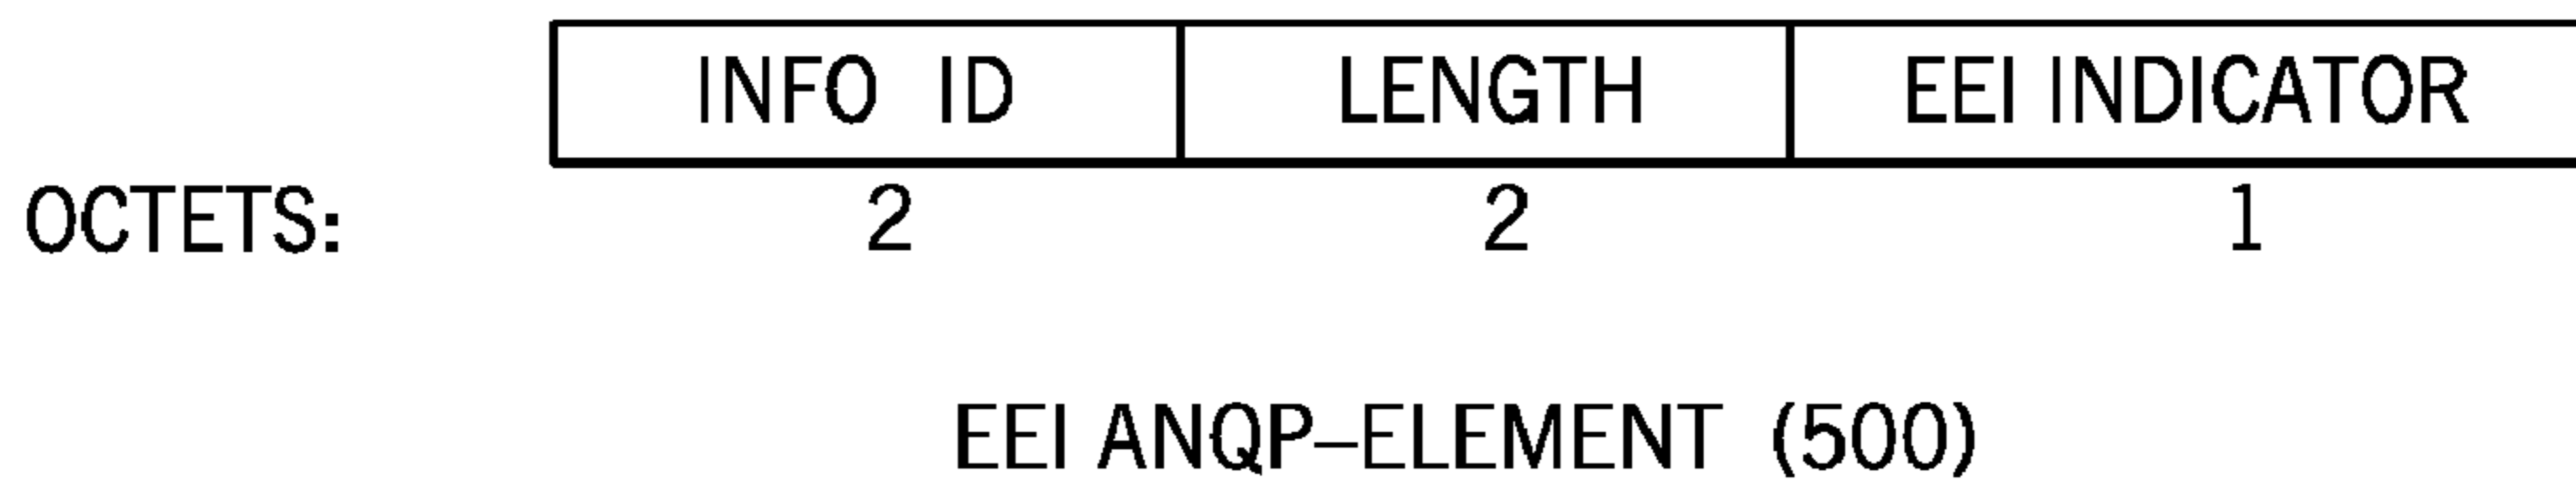 INFO ID LENGTH EEI INDICATOR
OCTETS: 2 2 1
EEI ANQP–ELEMENT (500)